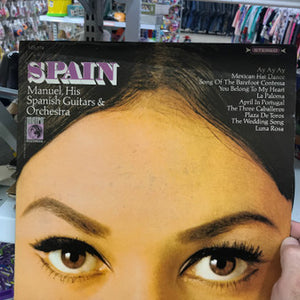 STEREO
SPAIN
Manuel, His
Spanish Guitars &
Orchestra
Ay Ay Ay
Mexican Hat Dance
Song Of The Barefoot Contessa
You Belong To My Heart
La Paloma
April In Portugal
The Three Caballeros
Plaza De Toros
The Wedding Song
Luna Rosa